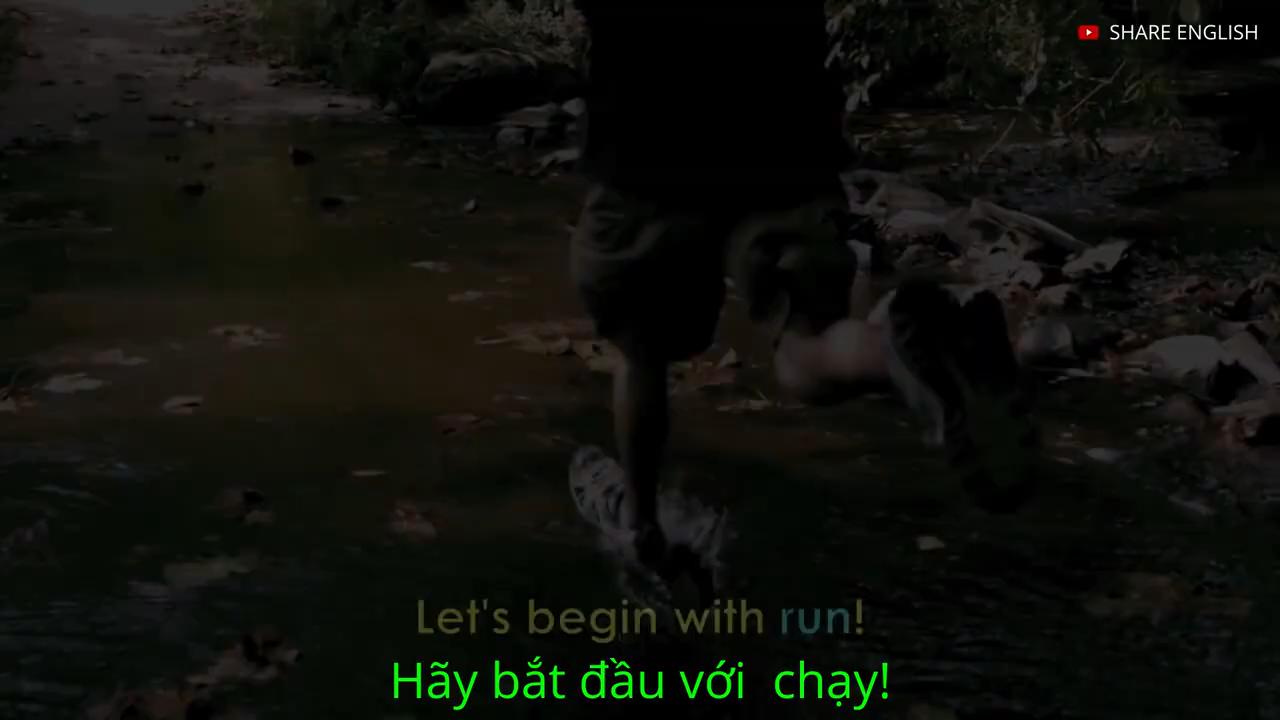 SHARE ENGLISH
Let's begin with run!
Hãy bắt đầu với chạy!